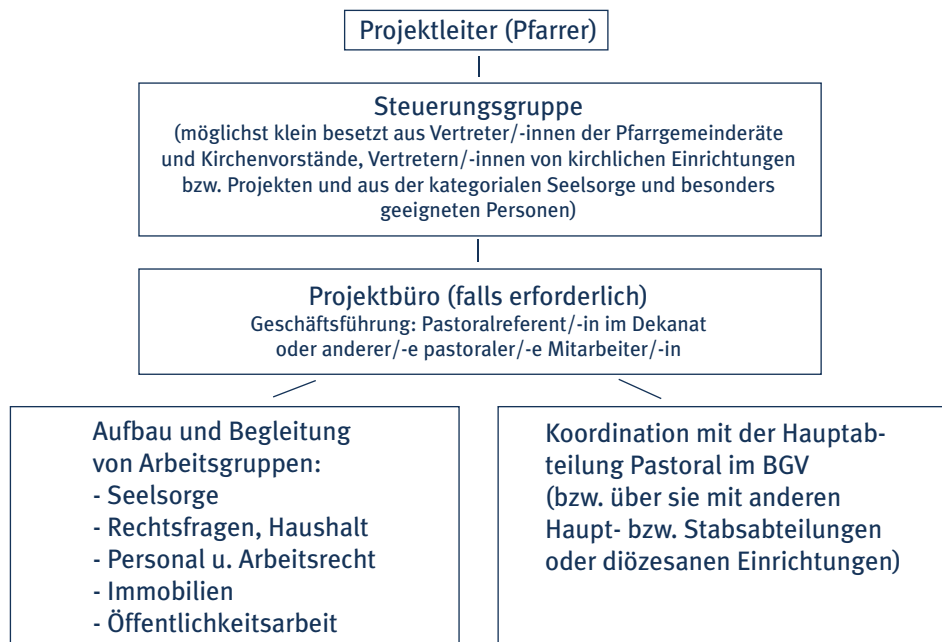 Projektleiter (Pfarrer)
Steuerungsgruppe
(möglichst klein besetzt aus Vertreter/-innen der Pfarrgemeinderäte
und Kirchenvorstände, Vertretern/-innen von kirchlichen Einrichtungen
bzw. Projekten und aus der kategorialen Seelsorge und besonders
geeigneten Personen)
Projektbüro (falls erforderlich)
Geschäftsführung: Pastoralreferent/-in im Dekanat
oder anderer/-e pastoraler/-e Mitarbeiter/-in
Aufbau und Begleitung
von Arbeitsgruppen:
- Seelsorge
- Rechtsfragen, Haushalt
- Personal u. Arbeitsrecht
- Immobilien
- Öffentlichkeitsarbeit
Koordination mit der Hauptab-
teilung Pastoral im BGV
(bzw. über sie mit anderen
Haupt- bzw. Stabsabteilungen
oder diözesanen Einrichtungen)